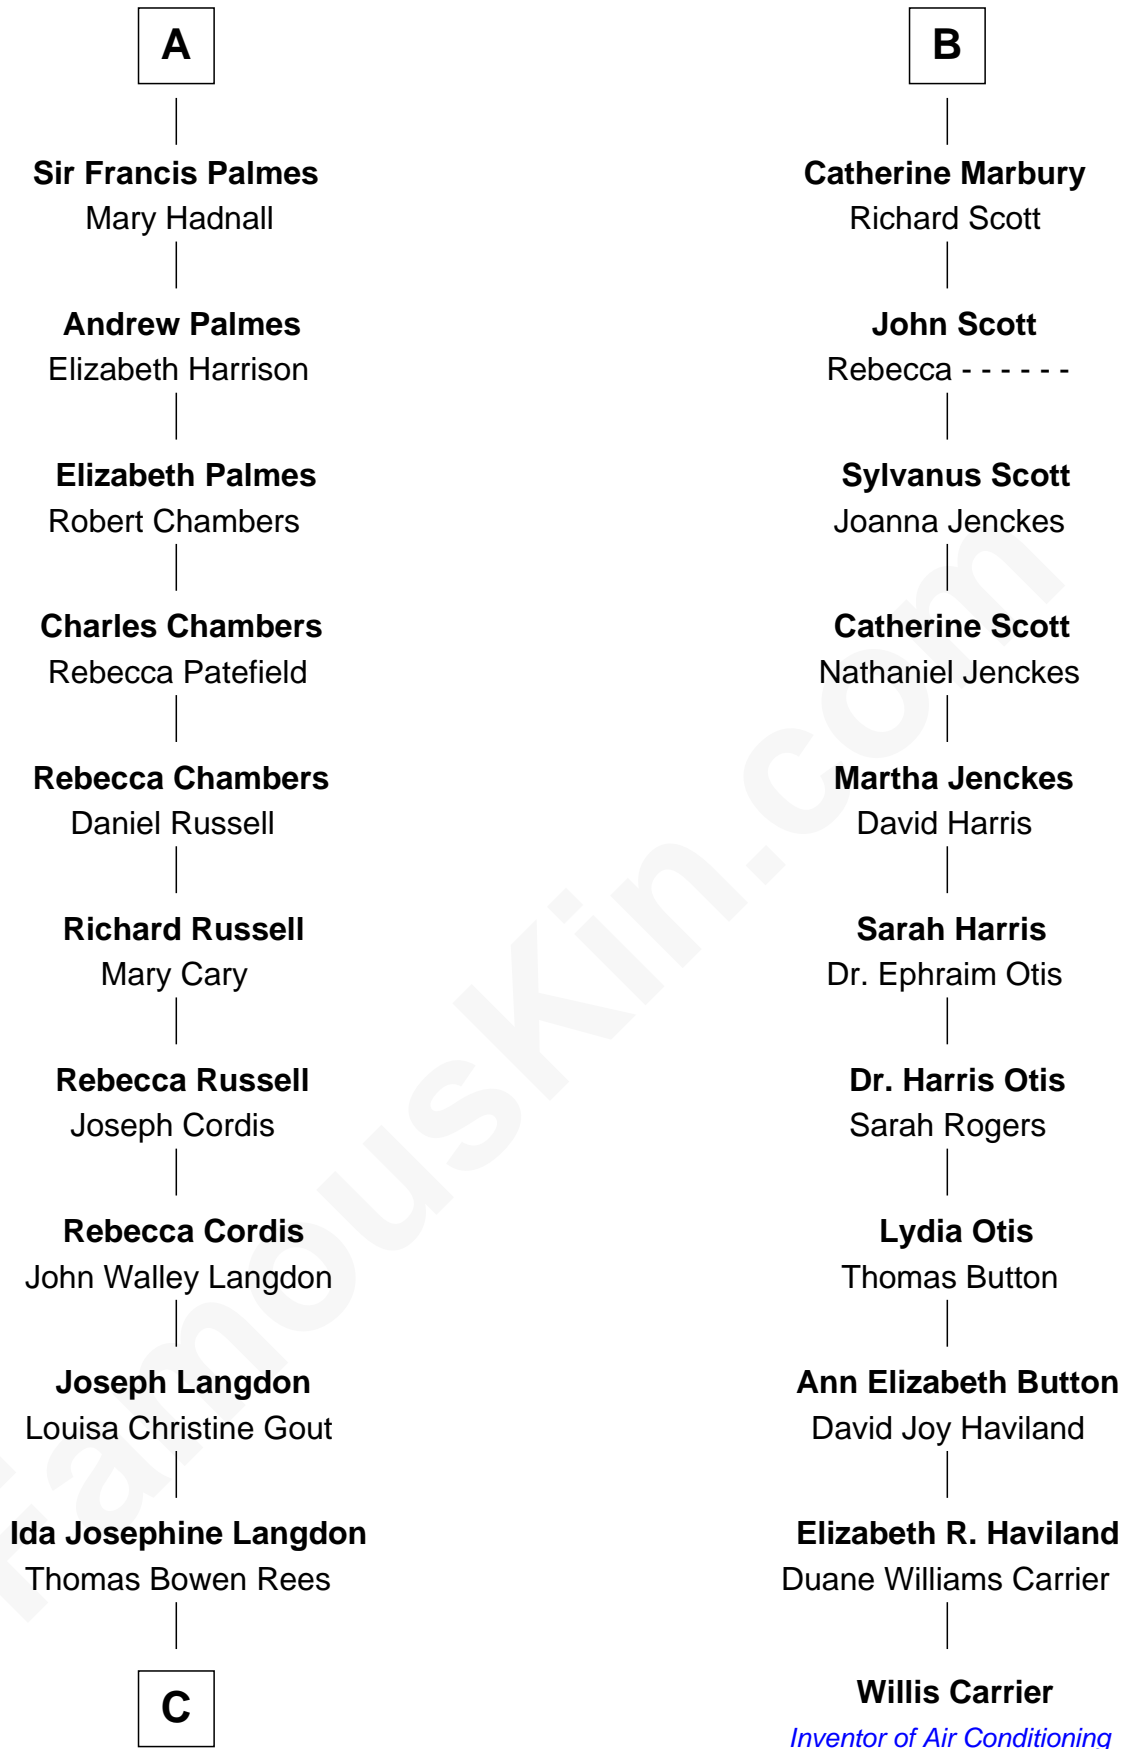 A
Sir Francis Palmes
Mary Hadnall
Andrew Palmes
Elizabeth Harrison
Elizabeth Palmes
Robert Chambers
Charles Chambers
Rebecca Patefield
Rebecca Chambers
Daniel Russell
Richard Russell
Mary Cary
Rebecca Russell
Joseph Cordis
Rebecca Cordis
John Walley Langdon
Joseph Langdon
Louisa Christine Gout
Ida Josephine Langdon
Thomas Bowen Rees
C
B
Catherine Marbury
Richard Scott
John Scott
Rebecca - - - - - -
Sylvanus Scott
Joanna Jenckes
Catherine Scott
Nathaniel Jenckes
Martha Jenckes
David Harris
Sarah Harris
Dr. Ephraim Otis
Dr. Harris Otis
Sarah Rogers
Lydia Otis
Thomas Button
Ann Elizabeth Button
David Joy Haviland
Elizabeth R. Haviland
Duane Williams Carrier
Willis Carrier
Inventor of Air Conditioning
FamousKin.com